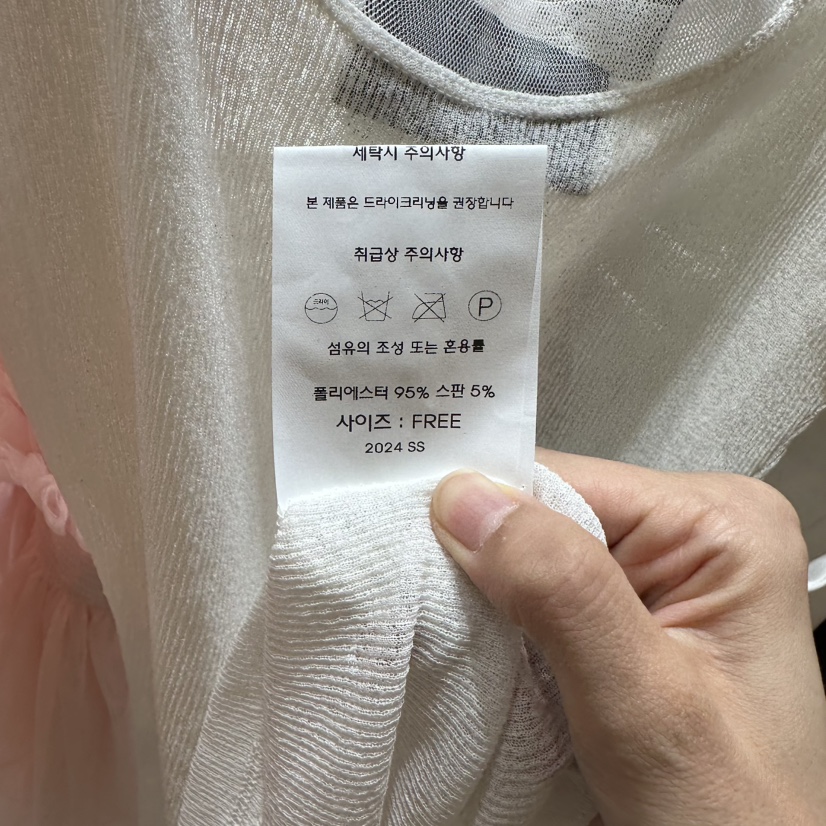 세탁시 주의사항
본 제품은 드라이크리닝을 권장합니다
취급상 주의사항
드라이
P
섬유의 조성 또는 혼용률
폴리에스터 95% 스판 5%
사이즈 : FREE
2024 SS